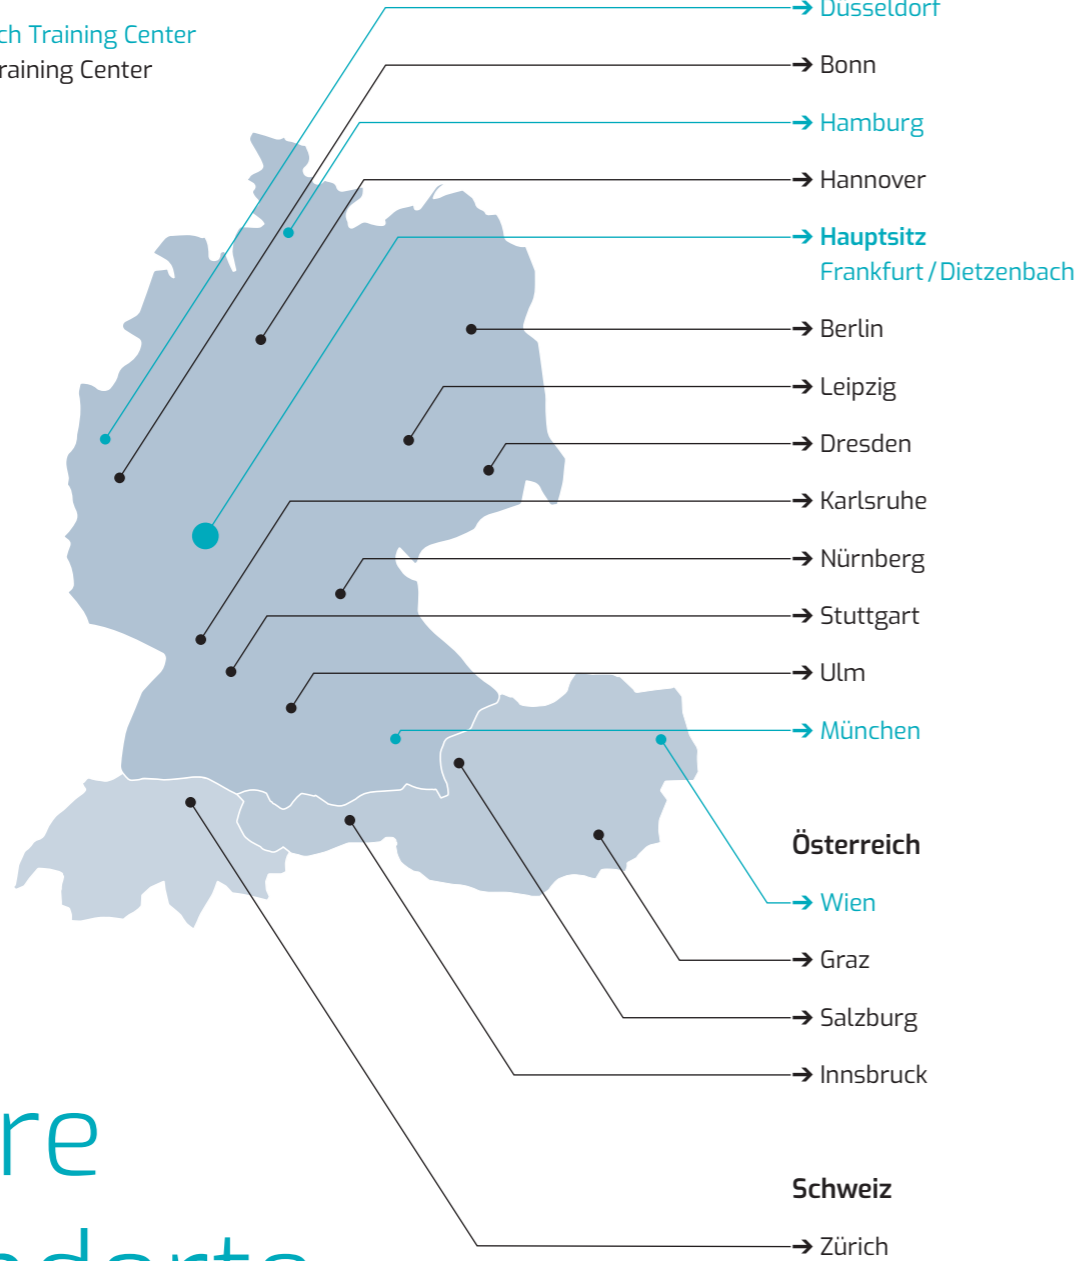 ch Training Center
raining Center
➔ Düsseldorf
➔ Bonn
➔ Hamburg
➔ Hannover
➔ Hauptsitz
Frankfurt / Dietzenbach
➔ Berlin
➔ Leipzig
➔ Dresden
➔ Karlsruhe
➔ Nürnberg
➔ Stuttgart
➔ Ulm
➔ München
Österreich
➔ Wien
➔ Graz
➔ Salzburg
➔ Innsbruck
Schweiz
➔ Zürich
re
ndorte